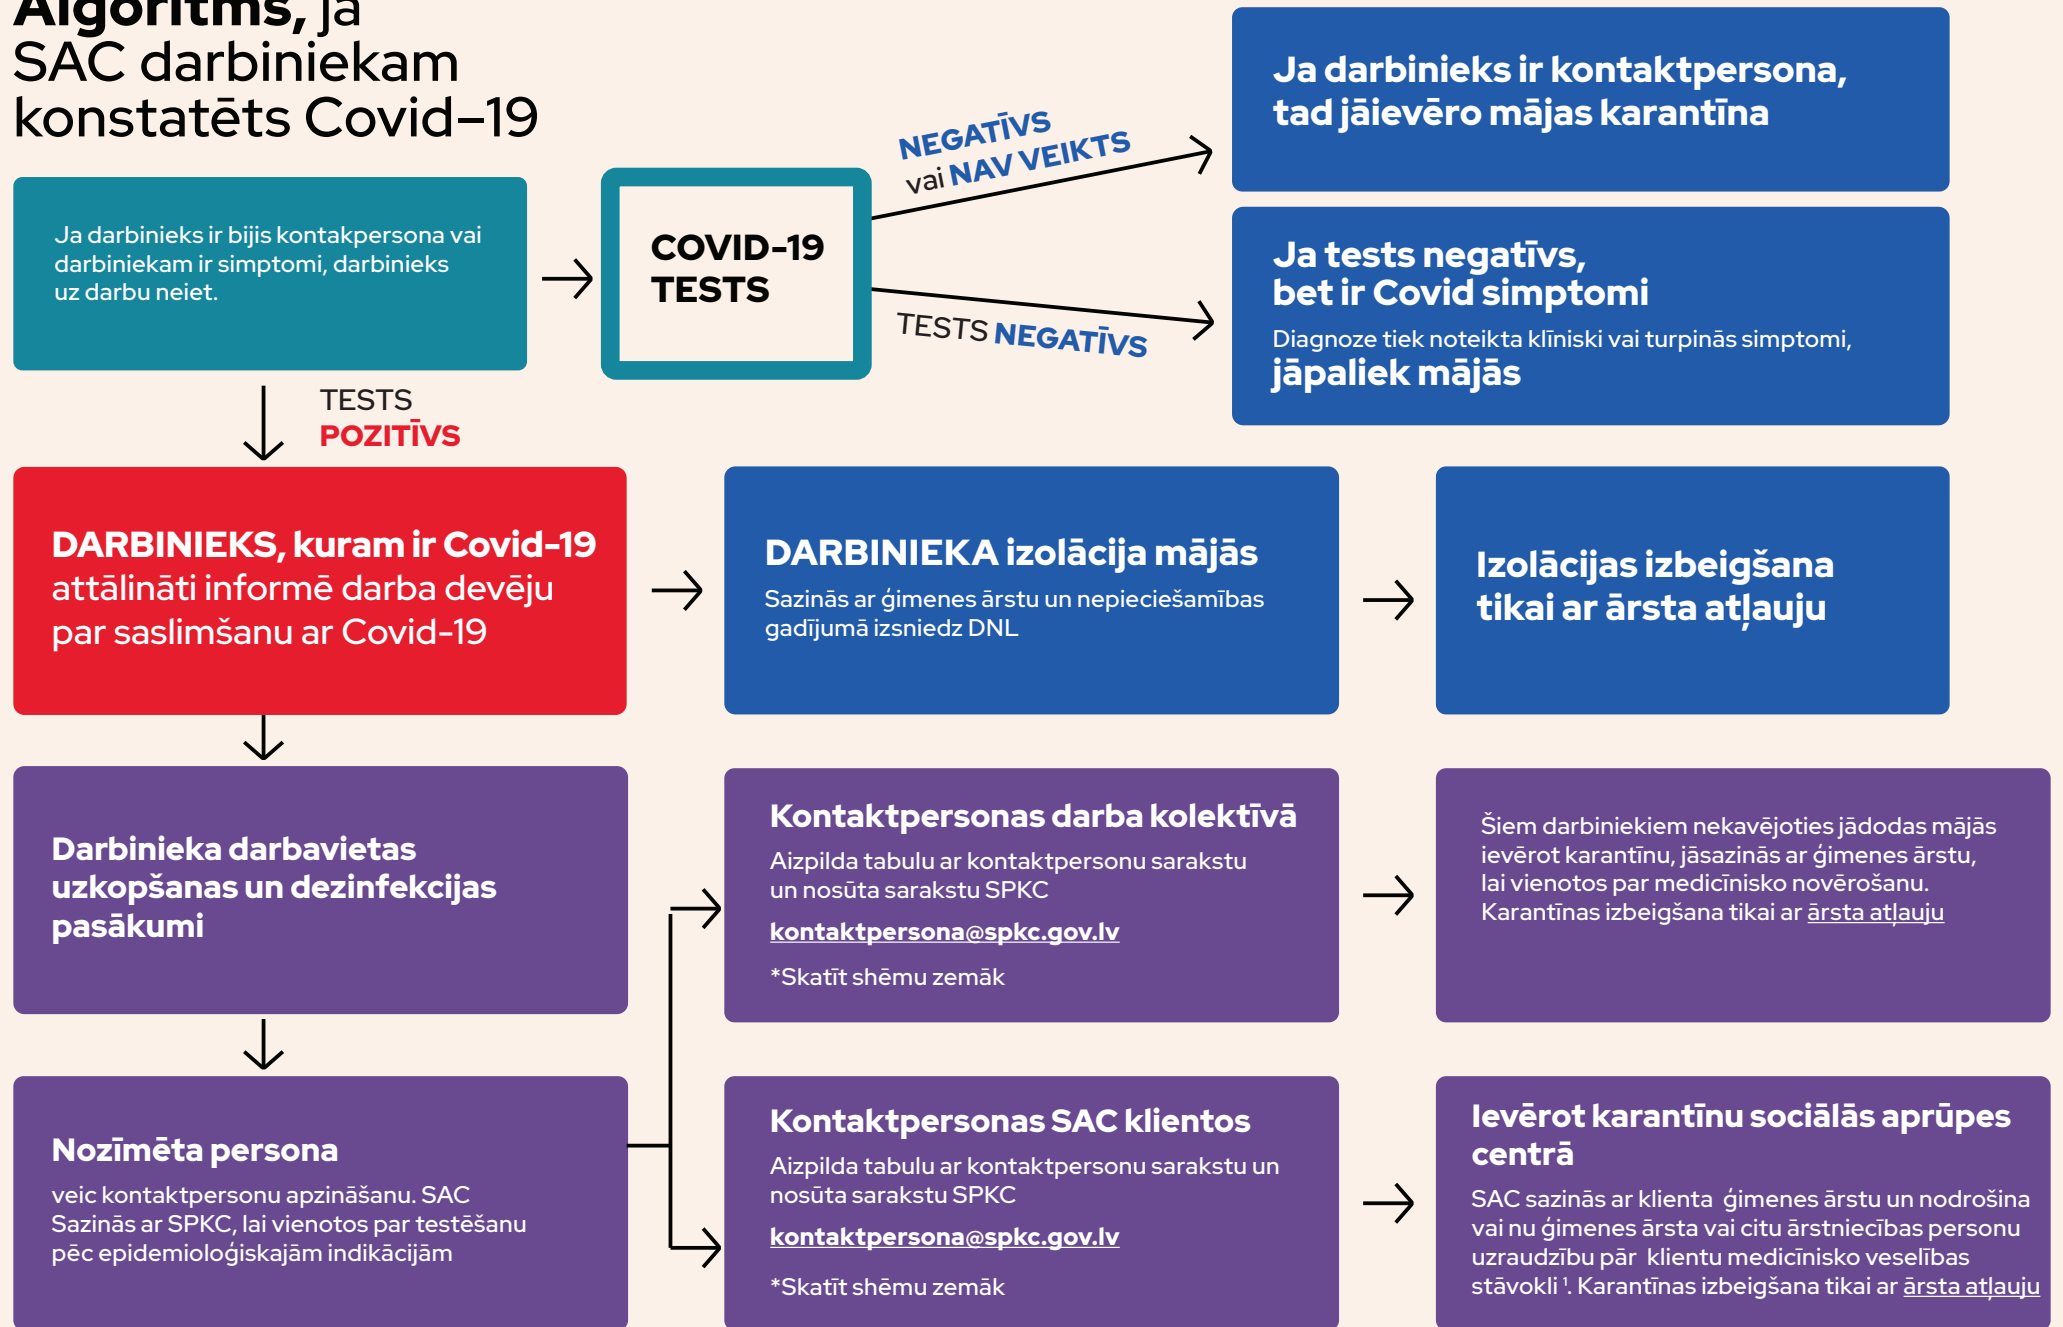 Algoritms, ja
SAC darbiniekam
konstatēts Covid–19
Ja darbinieks ir bijis kontakpersona vai
darbiniekam ir simptomi, darbinieks
uz darbu neiet.
COVID-19
TESTS
NEGATĪVS
vai NAV VEIKTS
TESTS NEGATĪVS
Ja darbinieks ir kontaktpersona,
tad jāievēro mājas karantīna
Ja tests negatīvs,
bet ir Covid simptomi
Diagnoze tiek noteikta klīniski vai turpinās simptomi,
jāpaliek mājās
TESTS
POZITĪVS
DARBINIEKS, kuram ir Covid-19
attālināti informē darba devēju
par saslimšanu ar Covid-19
DARBINIEKA izolācija mājās
Sazinās ar ģimenes ārstu un nepieciešamības
gadījumā izsniedz DNL
Izolācijas izbeigšana
tikai ar ārsta atļauju
Darbinieka darbavietas
uzkopšanas un dezinfekcijas
pasākumi
Kontaktpersonas darba kolektīvā
Aizpilda tabulu ar kontaktpersonu sarakstu
un nosūta sarakstu SPKC
kontaktpersona@spkc.gov.lv
*Skatīt shēmu zemāk
Šiem darbiniekiem nekavējoties jādodas mājās
ievērot karantīnu, jāsazinās ar ģimenes ārstu,
lai vienotos par medicīnisko novērošanu.
Karantīnas izbeigšana tikai ar ārsta atļauju
Nozīmēta persona
veic kontaktpersonu apzināšanu. SAC
Sazinās ar SPKC, lai vienotos par testēšanu
pēc epidemioloģiskajām indikācijām
Kontaktpersonas SAC klientos
Aizpilda tabulu ar kontaktpersonu sarakstu un
nosūta sarakstu SPKC
kontaktpersona@spkc.gov.lv
*Skatīt shēmu zemāk
Ievērot karantīnu sociālās aprūpes
centrā
SAC sazinās ar klienta ģimenes ārstu un nodrošina
vai nu ģimenes ārsta vai citu ārstniecības personu
uzraudzību pār klientu medicīnisko veselības
stāvokli ¹. Karantīnas izbeigšana tikai ar ārsta atļauju